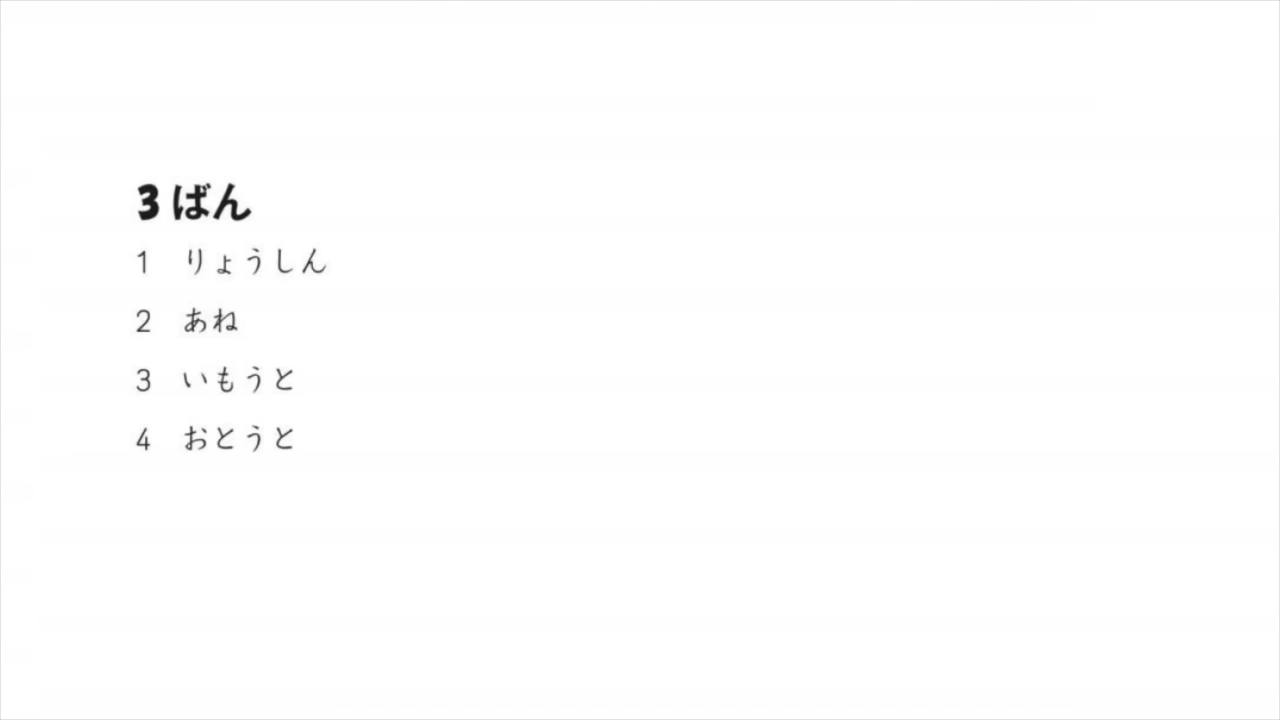 3 ばん
1 りょうしん
2 あね
3 いもうと
4 おとうと